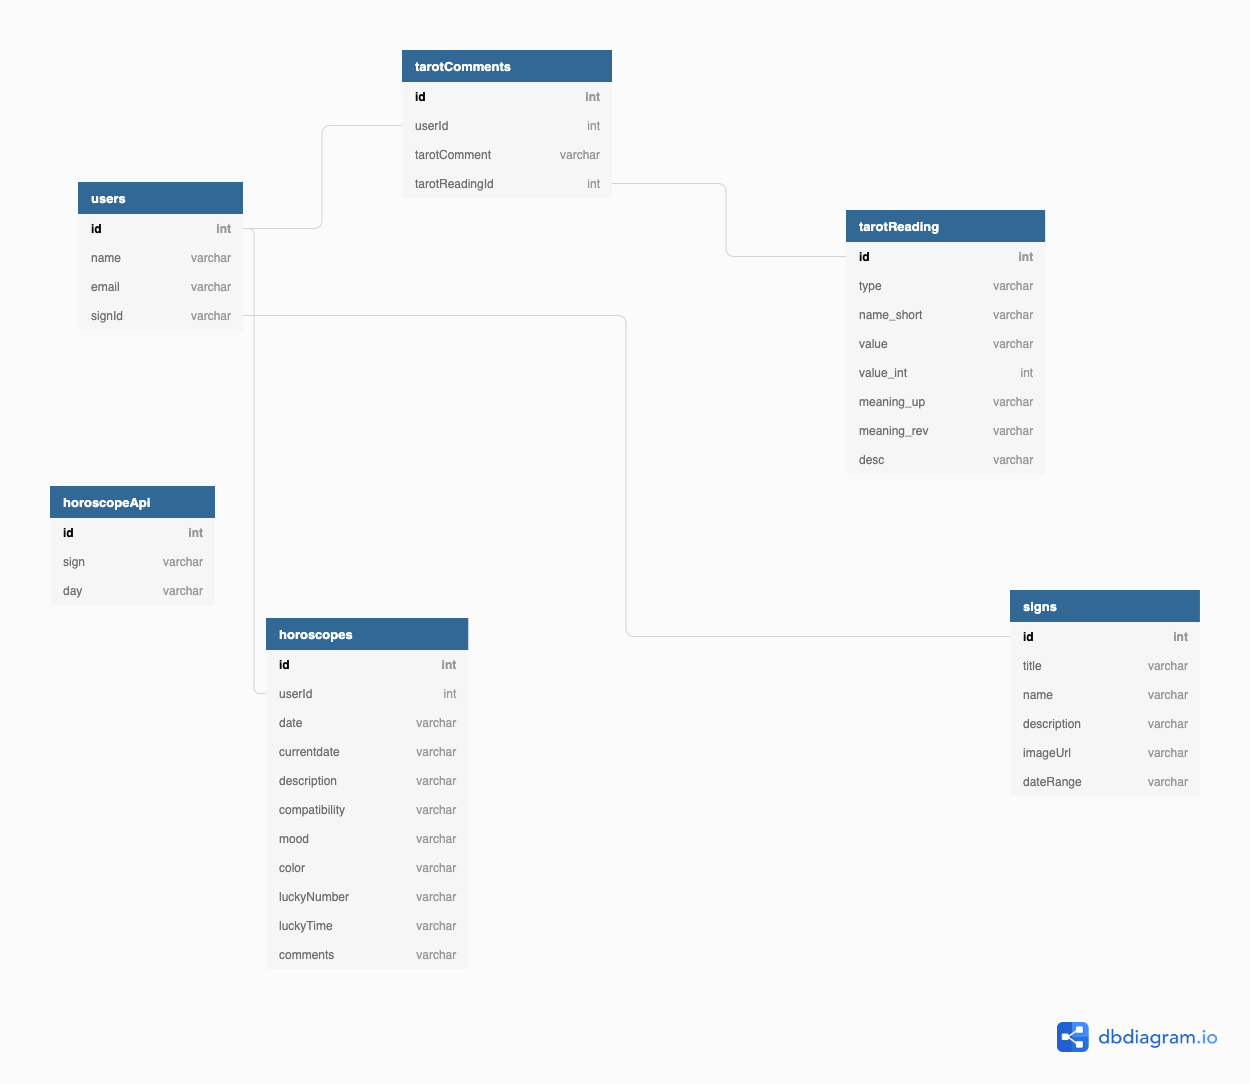 tarotComments
id int
userId int
tarotComment varchar
tarotReadingId int
users
id int
name varchar
email varchar
signId varchar
tarotReading
id int
type varchar
name_short varchar
value varchar
value_int int
meaning_up varchar
meaning_rev varchar
desc varchar
horoscopeApi
id int
sign varchar
day varchar
horoscopes
id int
userId int
date varchar
currentdate varchar
description varchar
compatibility varchar
mood varchar
color varchar
luckyNumber varchar
luckyTime varchar
comments varchar
signs
id int
title varchar
name varchar
description varchar
imageUrl varchar
dateRange varchar
dbdiagram.io